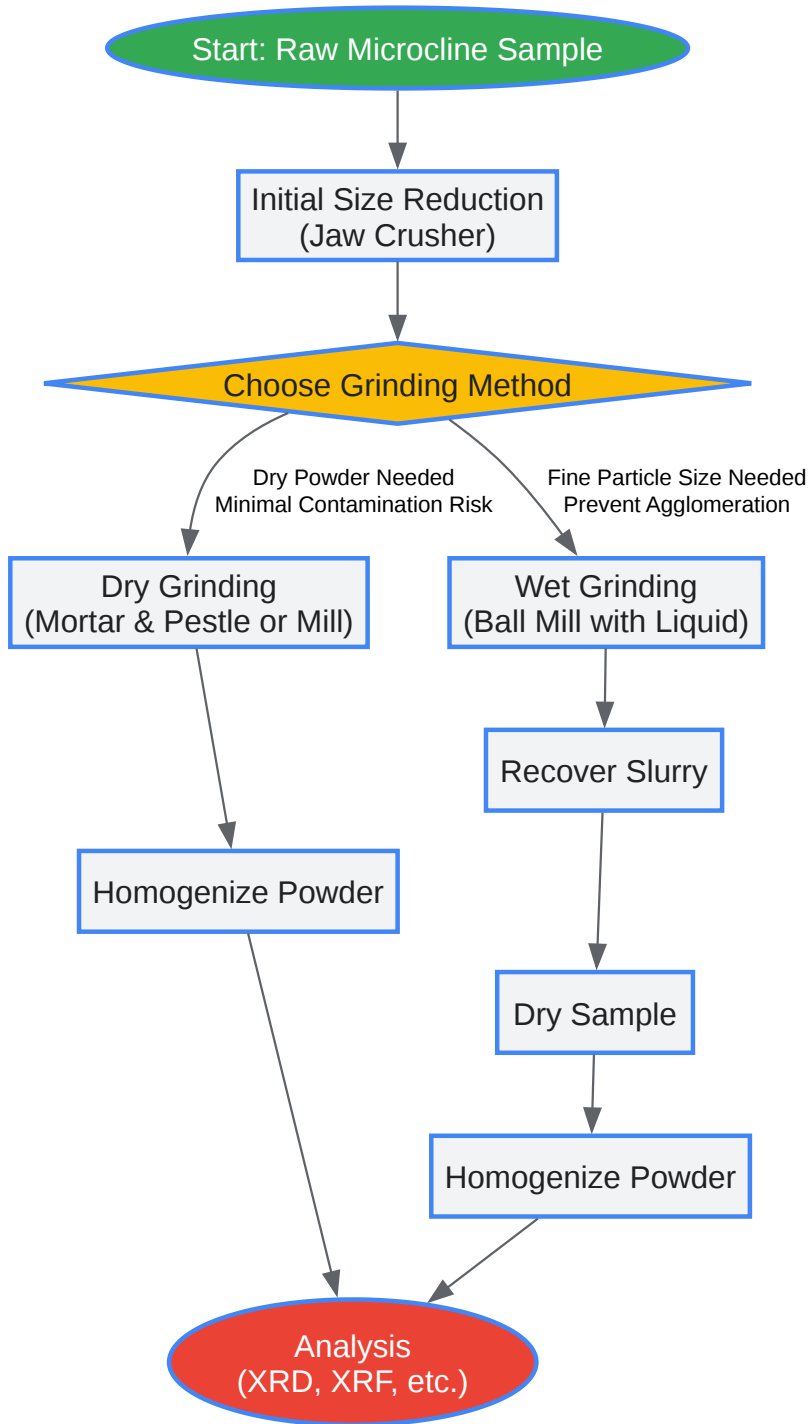 Start: Raw Microcline Sample
Initial Size Reduction
(Jaw Crusher)
Choose Grinding Method
Dry Powder Needed
Minimal Contamination Risk
Fine Particle Size Needed
Prevent Agglomeration
Dry Grinding
(Mortar & Pestle or Mill)
Wet Grinding
(Ball Mill with Liquid)
Recover Slurry
Homogenize Powder
Dry Sample
Homogenize Powder
Analysis
(XRD, XRF, etc.)